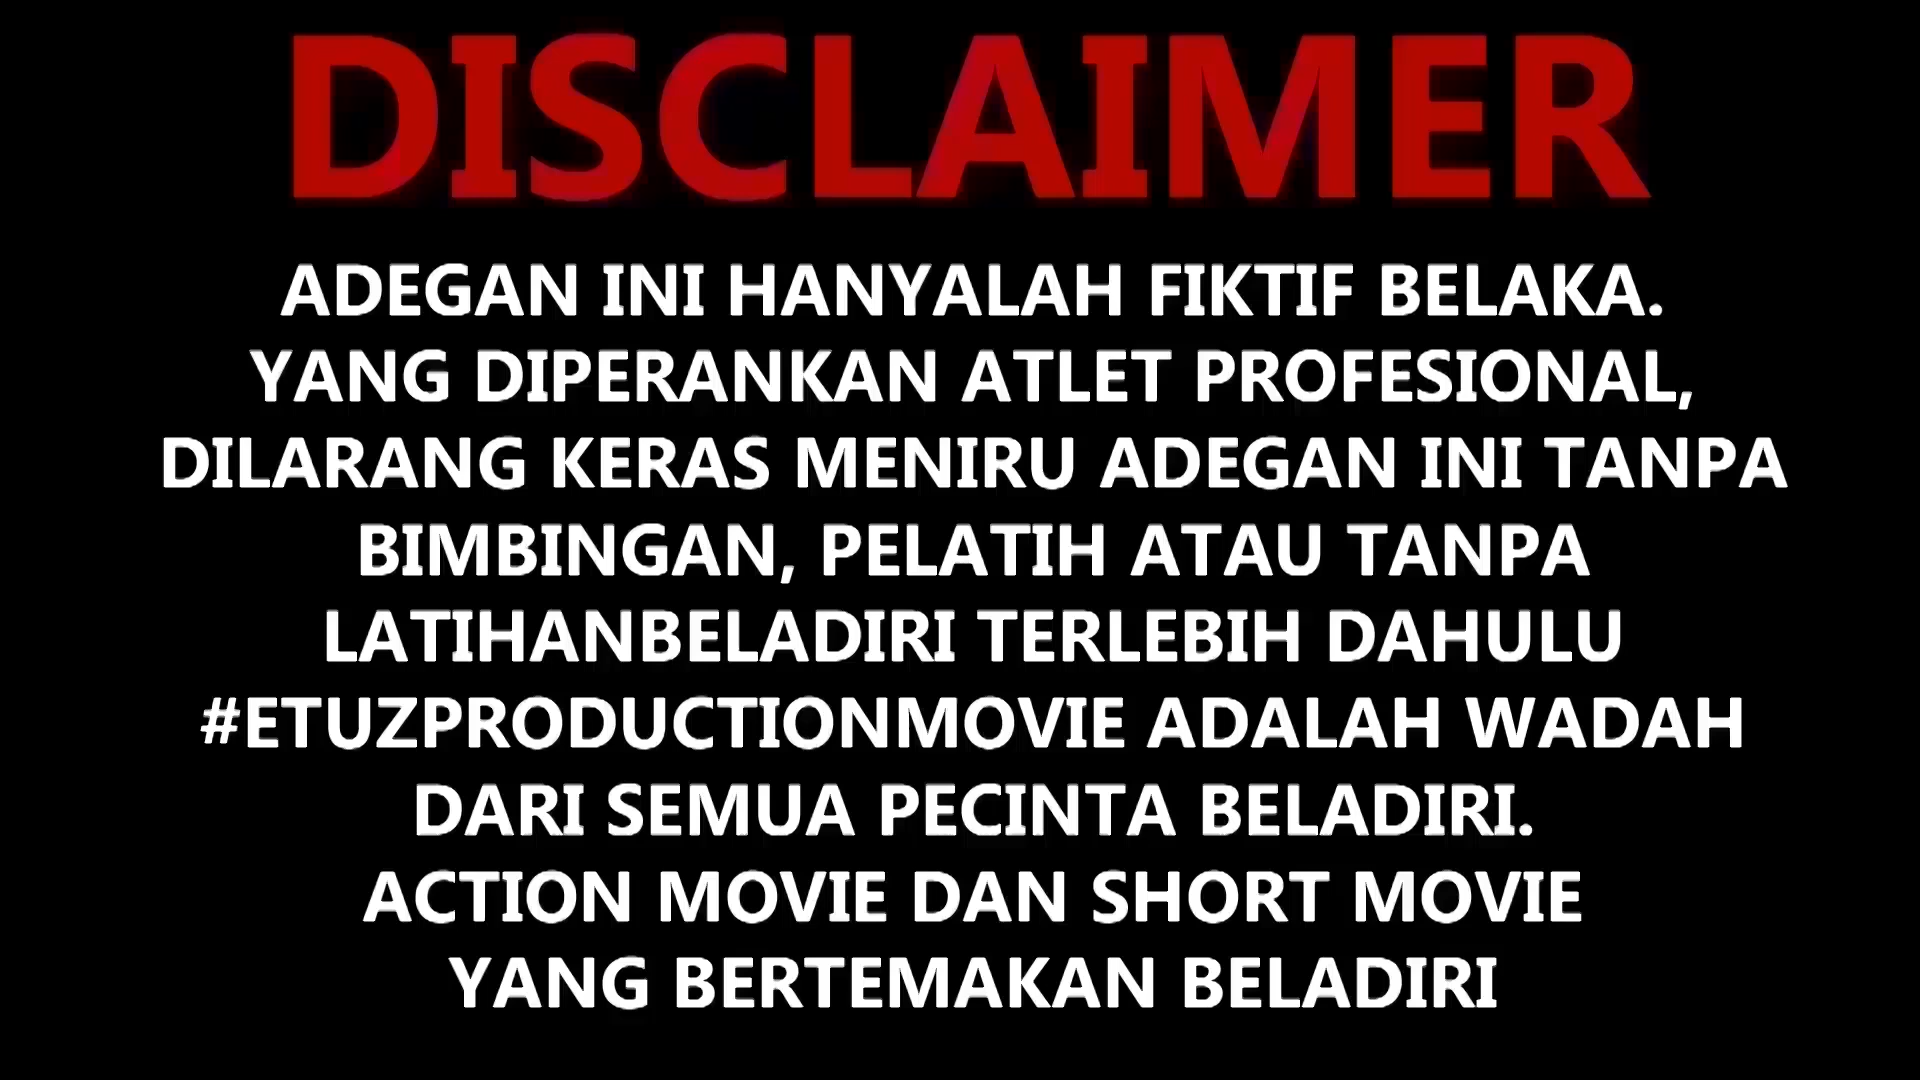 DISCLAIMER
ADEGAN INI HANYALAH FIKTIF BELAKA.
YANG DIPERANKAN ATLET PROFESIONAL,
DILARANG KERAS MENIRU ADEGAN INI TANPA
BIMBINGAN, PELATIH ATAU TANPA
LATIHANBELADIRI TERLEBIH DAHULU
#ETUZPRODUCTIONMOVIE ADALAH WADAH
DARI SEMUA PECINTA BELADIRI.
ACTION MOVIE DAN SHORT MOVIE
YANG BERTEMAKAN BELADIRI